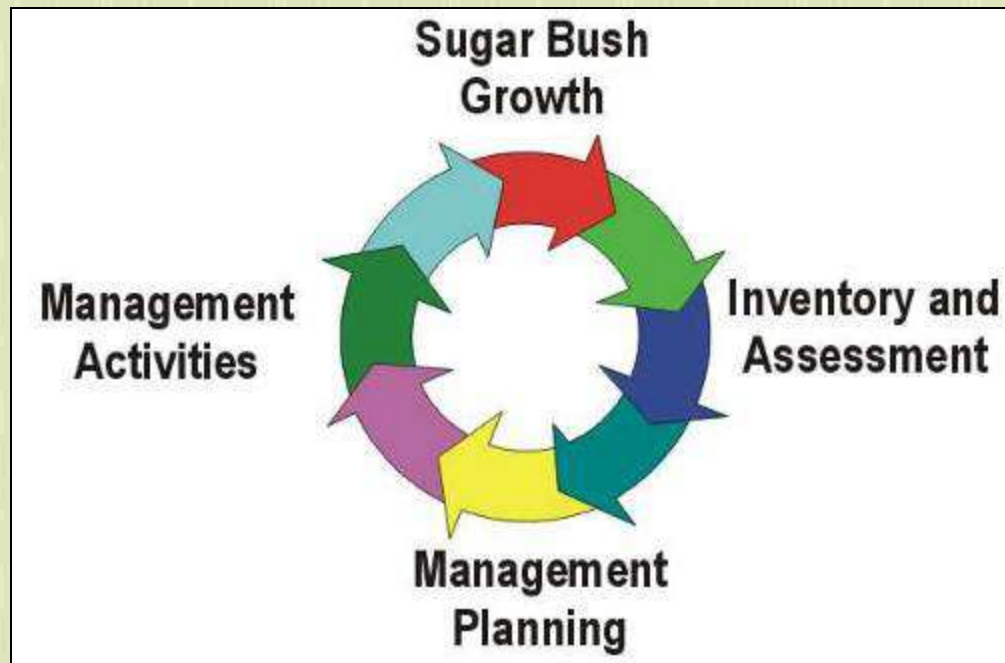 Sugar Bush
Growth
Inventory and
Assessment
Management
Planning
Management
Activities